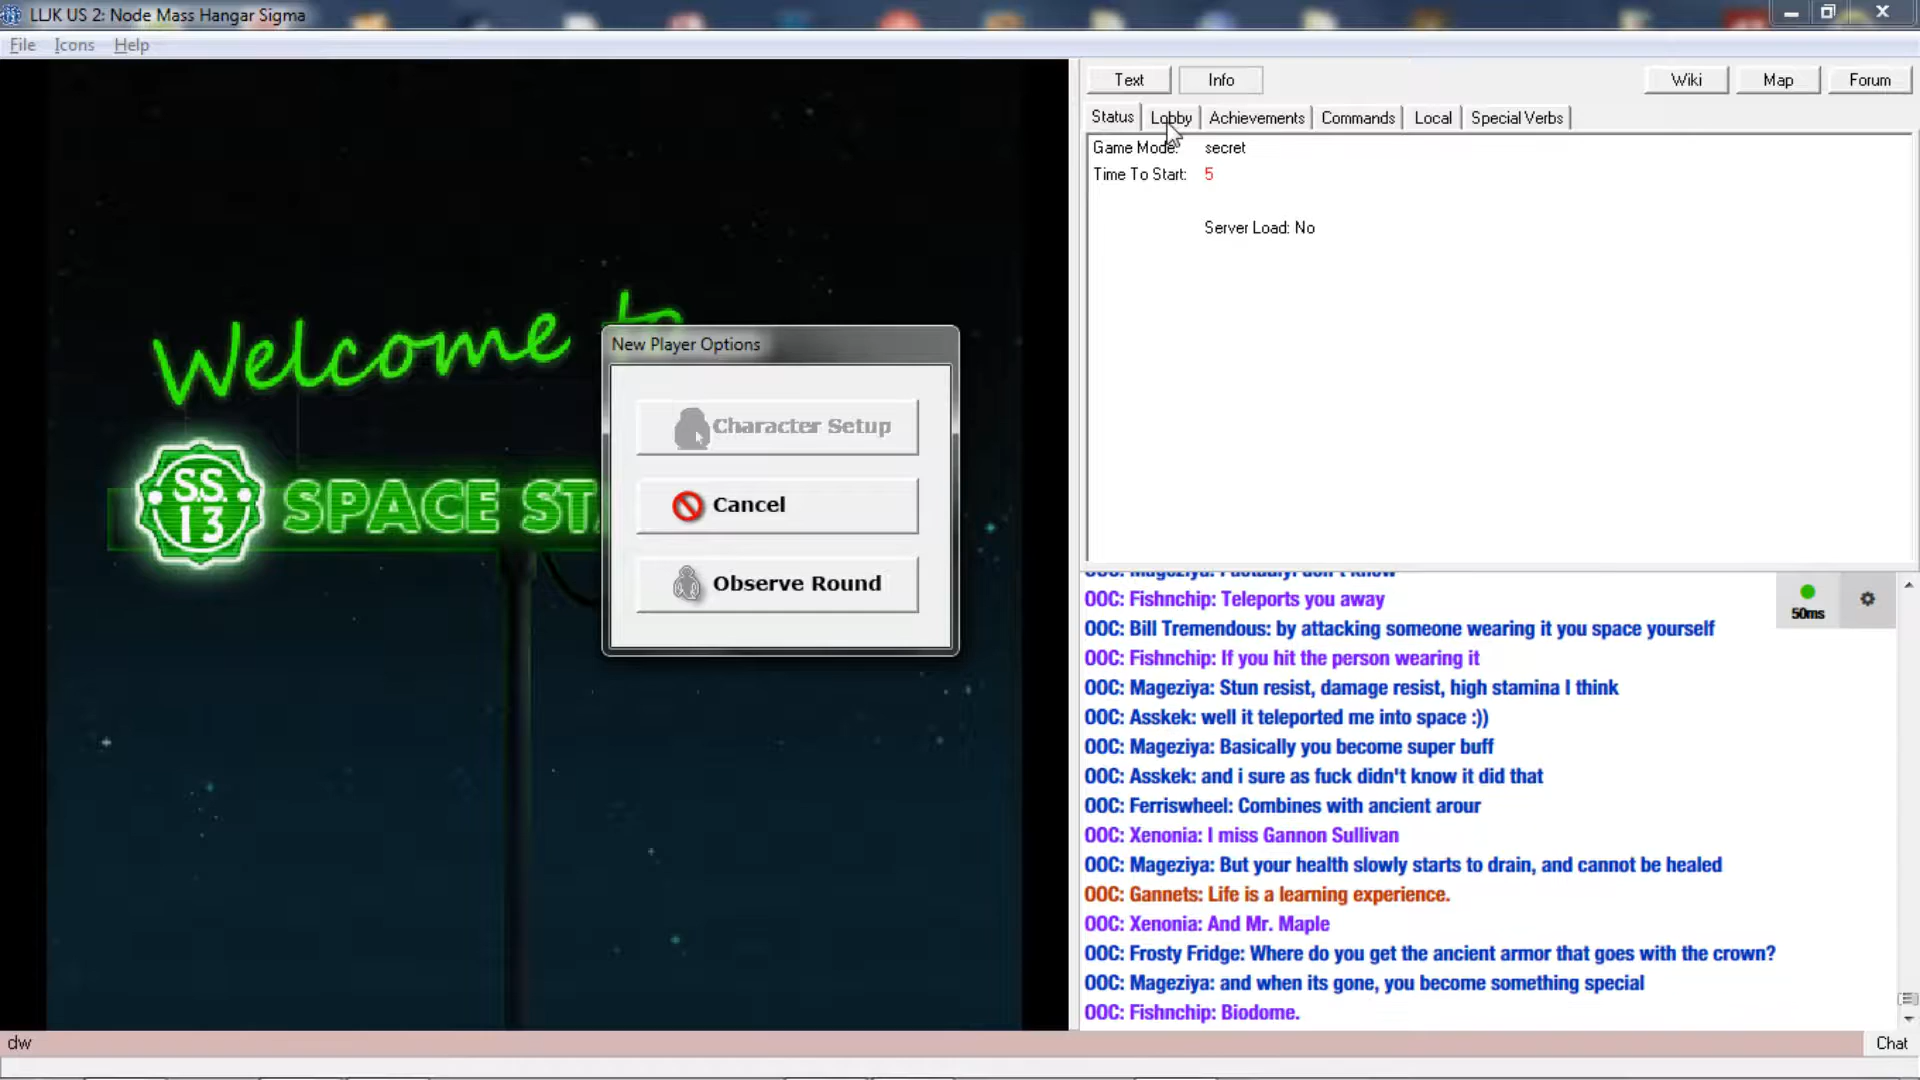 LLJK US 2: Node Mass Hangar Sigma
File Icons Help
Text Info Wiki Map Forum
Status Lobby Achievements Commands Local Special Verbs
Game Mode: secret
Time To Start: 5
Server Load: No
Welcome to
S.S. 13 SPACE ST
New Player Options
Character Setup
Cancel
Observe Round
50ms
OOC: Fishnchip: Teleports you away
OOC: Bill Tremendous: by attacking someone wearing it you space yourself
OOC: Fishnchip: If you hit the person wearing it
OOC: Mageziya: Stun resist, damage resist, high stamina I think
OOC: Asskek: well it teleported me into space :))
OOC: Mageziya: Basically you become super buff
OOC: Asskek: and i sure as fuck didn't know it did that
OOC: Ferriswheel: Combines with ancient arour
OOC: Xenonia: I miss Gannon Sullivan
OOC: Mageziya: But your health slowly starts to drain, and cannot be healed
OOC: Gannets: Life is a learning experience.
OOC: Xenonia: And Mr. Maple
OOC: Frosty Fridge: Where do you get the ancient armor that goes with the crown?
OOC: Mageziya: and when its gone, you become something special
OOC: Fishnchip: Biodome.
dw
Chat